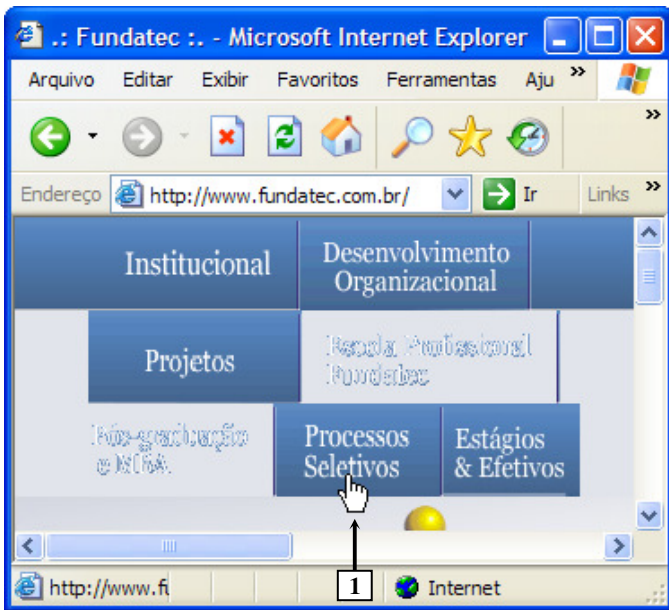 .: Fundatec :. - Microsoft Internet Explorer
Arquivo Editar Exibir Favoritos Ferramentas Aju »
»
Endereço http://www.fundatec.com.br/ Ir Links »
Institucional
Desenvolvimento
Organizacional
Projetos
Escola Profissional
Fundatec
Pós-graduação
e MBA
Processos
Seletivos
Estágios
& Efetivos
1
http://www.fu Internet